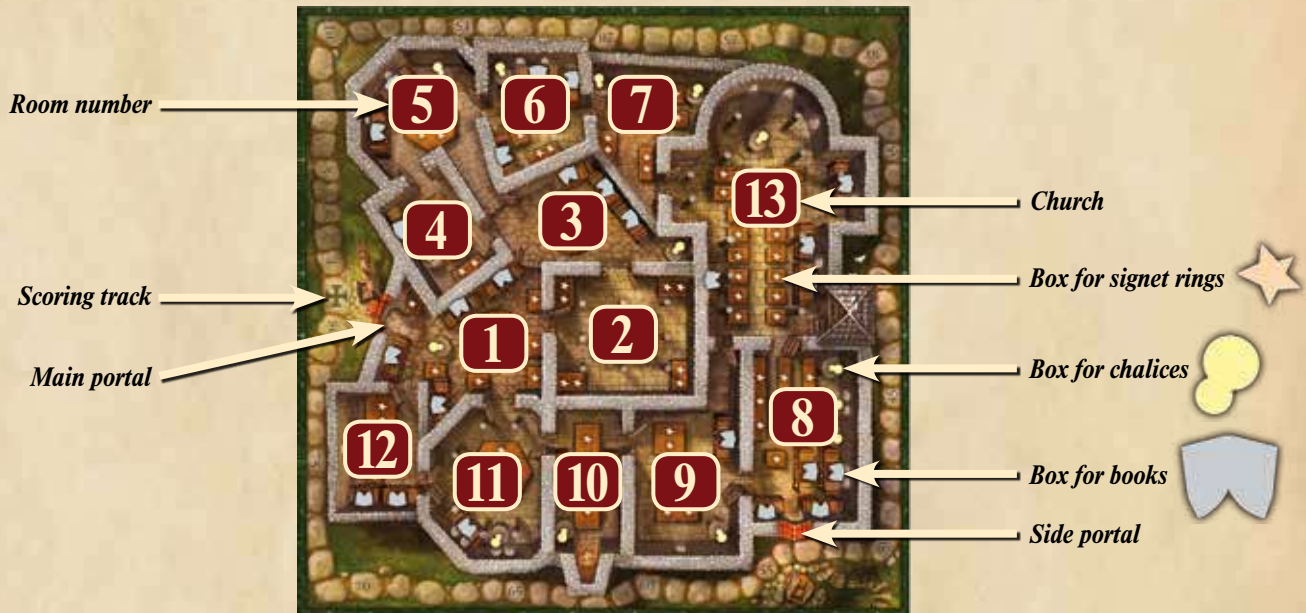 Room number
Scoring track
Main portal
5
6
7
13
4
3
1
2
8
12
11
10
9
Church
Box for signet rings
Box for chalices
Box for books
Side portal